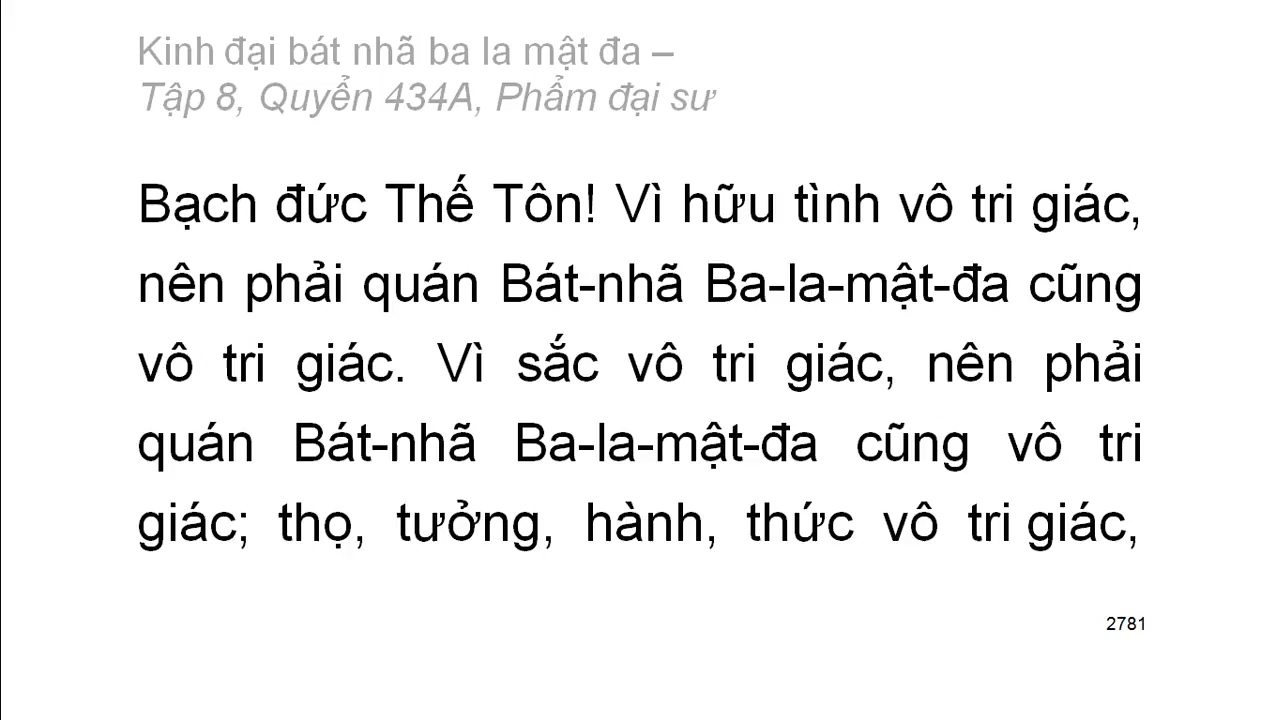 Kinh đại bát nhã ba la mật đa –
Tập 8, Quyển 434A, Phẩm đại sư
Bạch đức Thế Tôn! Vì hữu tình vô tri giác,
nên phải quán Bát-nhã Ba-la-mật-đa cũng
vô tri giác. Vì sắc vô tri giác, nên phải
quán Bát-nhã Ba-la-mật-đa cũng vô tri
giác; thọ, tưởng, hành, thức vô tri giác,
2781